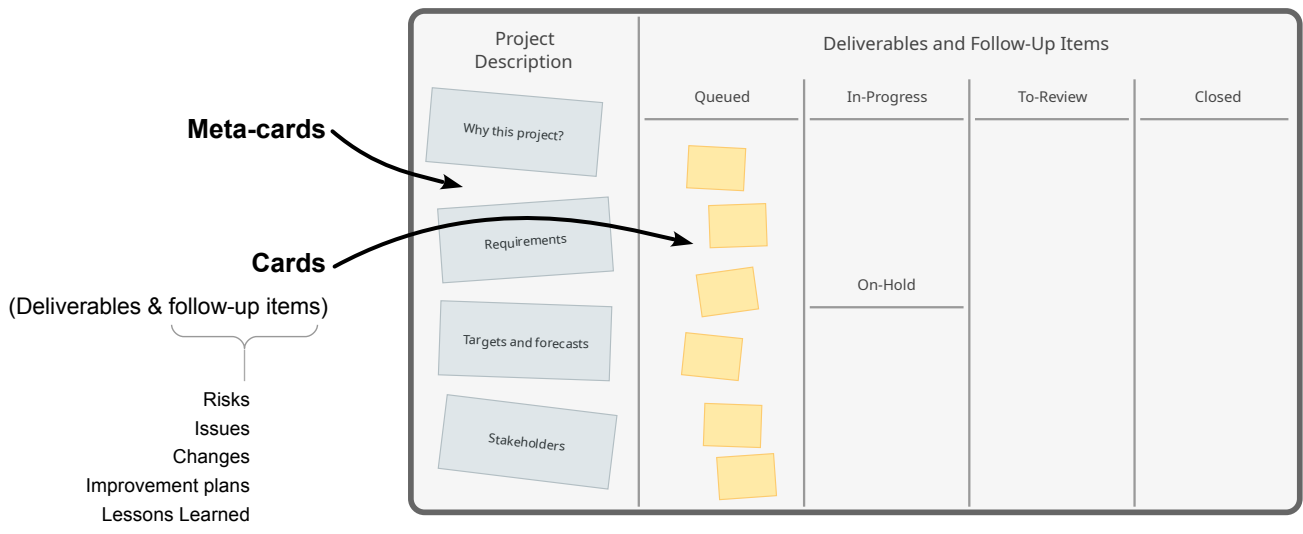 Project
Description
Deliverables and Follow-Up Items
Queued
In-Progress
To-Review
Closed
Meta-cards
Why this project?
Cards
Requirements
(Deliverables & follow-up items)
On-Hold
Targets and forecasts
Risks
Issues
Changes
Improvement plans
Lessons Learned
Stakeholders